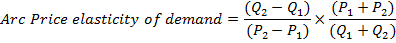 Arc Price elasticity of demand = (Q₂ − Q₁)/(P₂ − P₁) × (P₁ + P₂)/(Q₁ + Q₂)